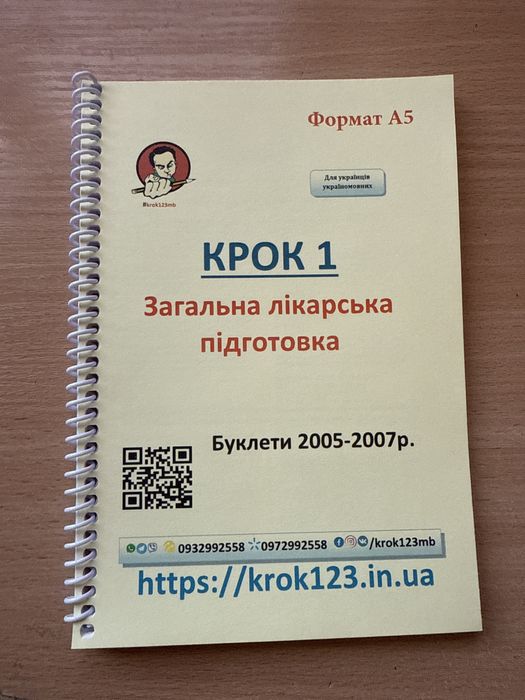 Формат А5
#krok123mb
Для українців
україномовних
КРОК 1
Загальна лікарська
підготовка
Буклети 2005-2007р.
0932992558 0972992558 /krok123mb
https://krok123.in.ua